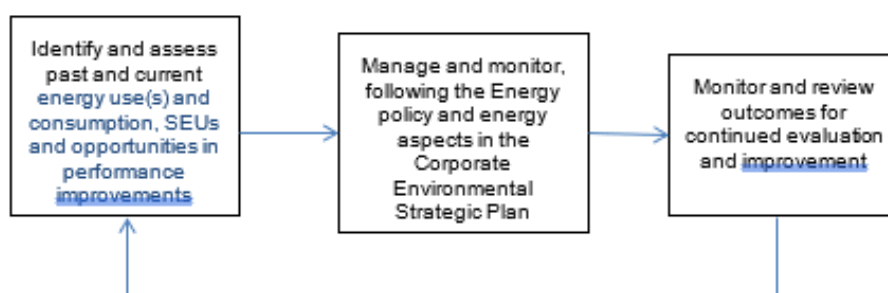 Identify and assess
past and current
energy use(s) and
consumption, SEUs
and opportunities in
performance
improvements
Manage and monitor,
following the Energy
policy and energy
aspects in the
Corporate
Environmental
Strategic Plan
Monitor and review
outcomes for
continued evaluation
and improvement